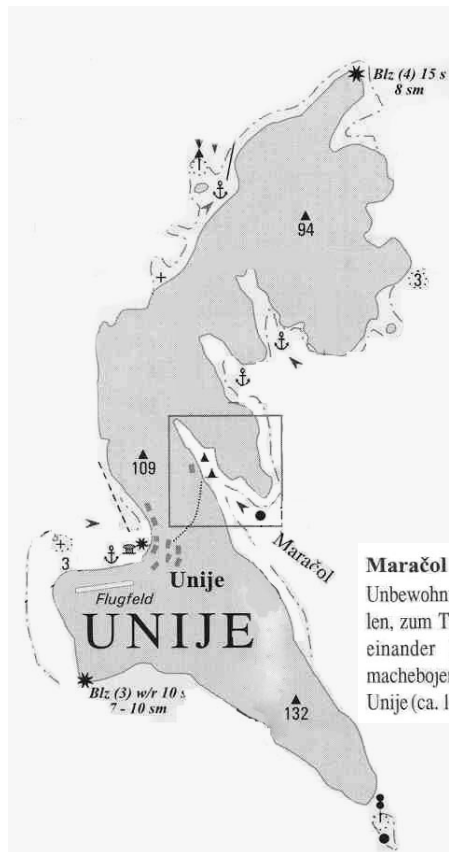 Blz (4) 15 s
8 sm
94
3
109
Maračol
3
Unije
Flugfeld
UNIJE
Blz (3) w/r 10 s
7 - 10 sm
132
Maračol
Unbewohn
len, zum T
einander
machebojen
Unije (ca. 1